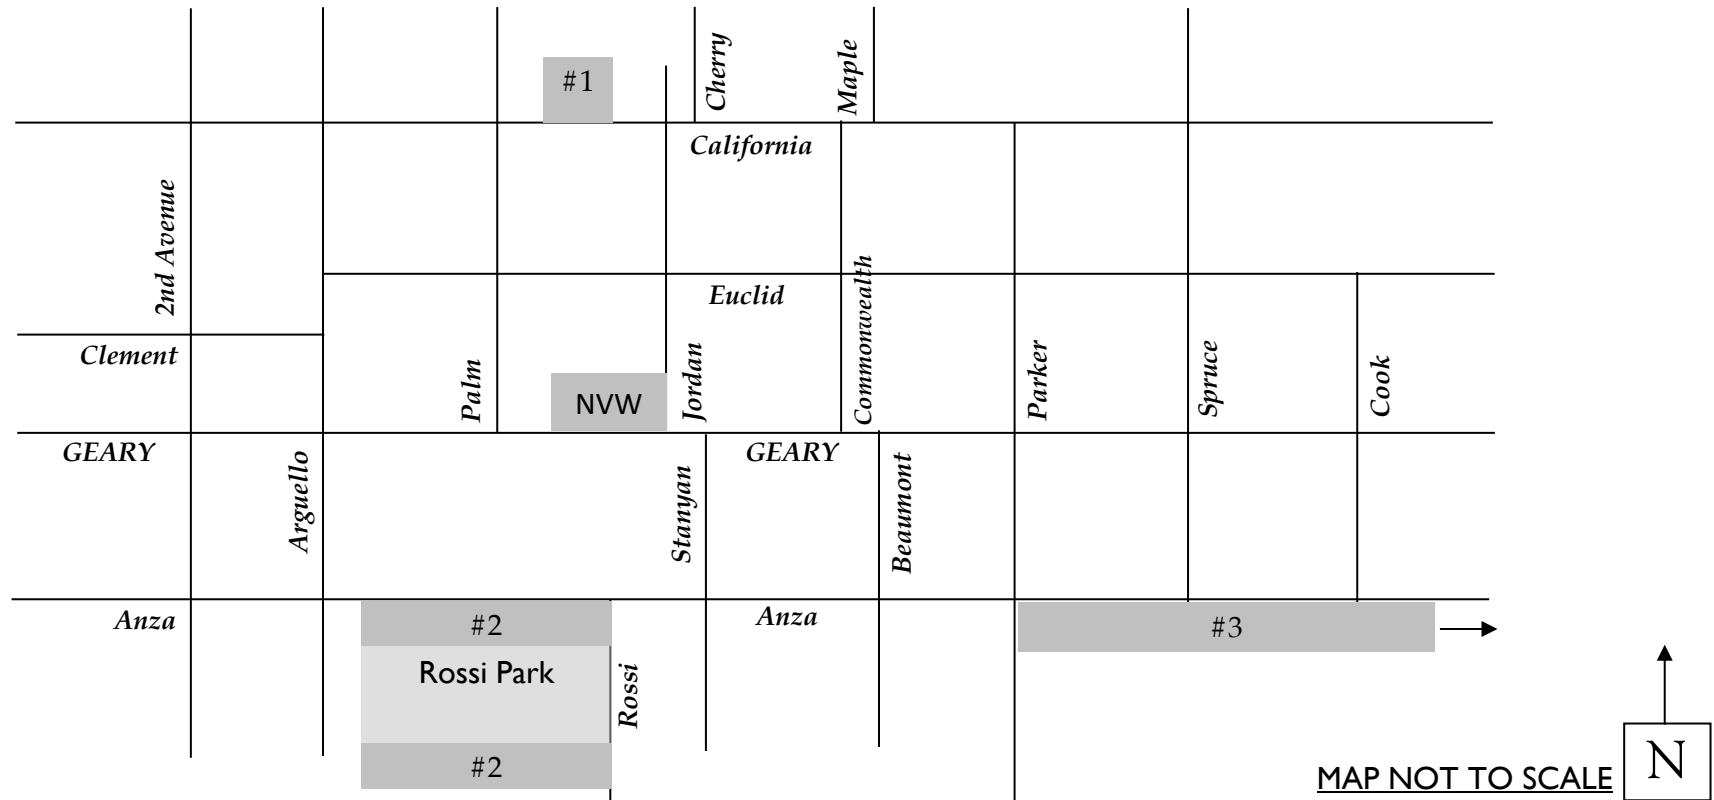 #1
Cherry
Maple
California
2nd Avenue
Euclid
Commonwealth
Clement
Palm
NVW
Jordan
Parker
Spruce
Cook
GEARY
GEARY
Arguello
Stanyan
Beaumont
Anza
#2
Anza
#3
Rossi Park
Rossi
#2
MAP NOT TO SCALE
N